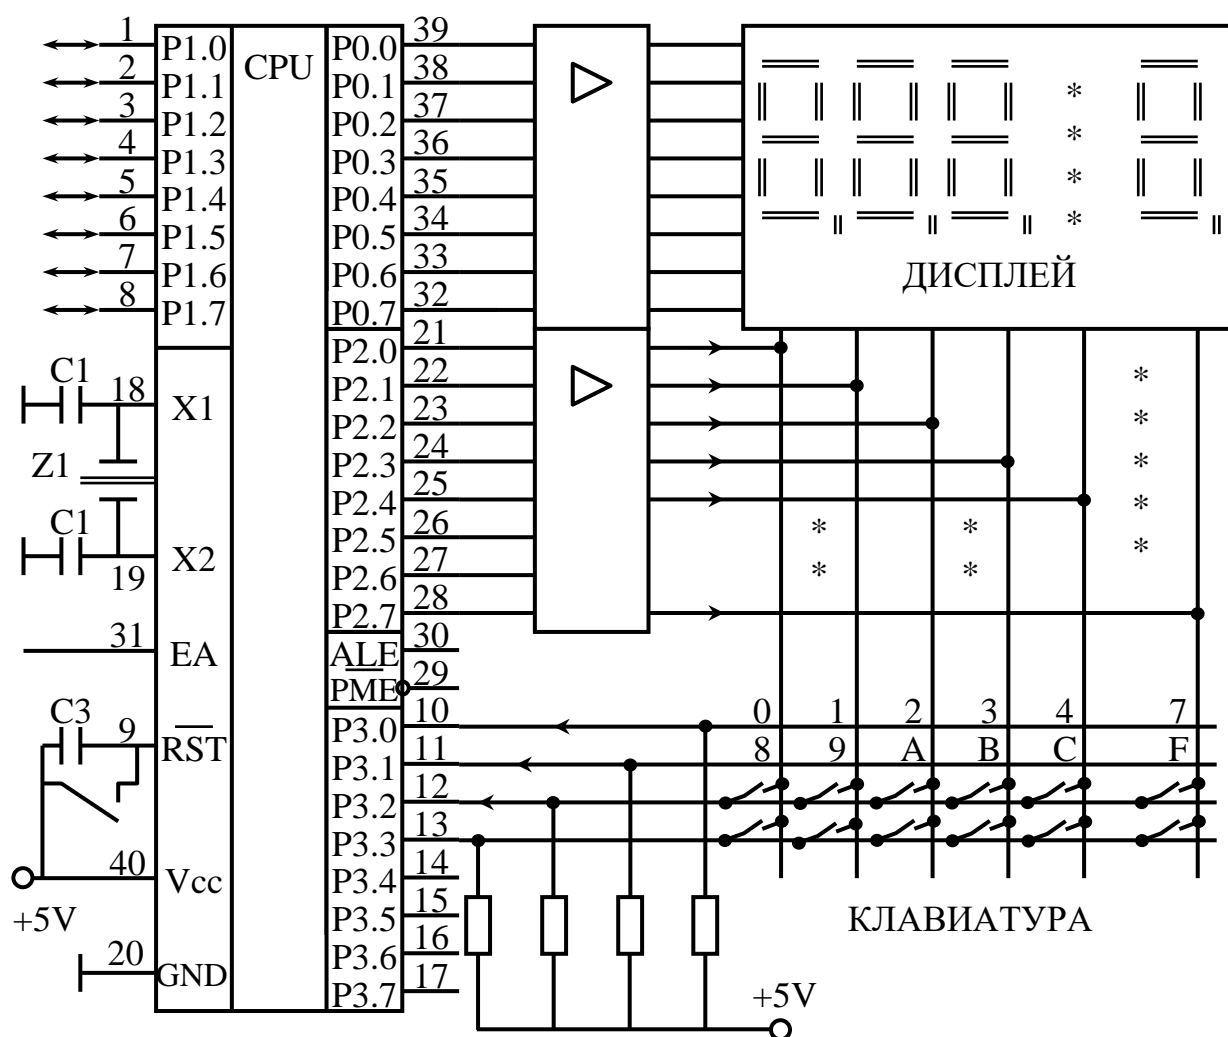 1 P1.0 CPU P0.0 39
2 P1.1 P0.1 38
3 P1.2 P0.2 37
4 P1.3 P0.3 36
5 P1.4 P0.4 35
6 P1.5 P0.5 34
7 P1.6 P0.6 33
8 P1.7 P0.7 32
* * * *
ДИСПЛЕЙ
P2.0 21
C1 18 X1 P2.1 22
P2.2 23
Z1 P2.3 24
P2.4 25
C1 P2.5 26
19 X2 P2.6 27
P2.7 28
* * * * *
* *
* *
31 EA ALE 30
PME 29
C3 9 RST P3.0 10
P3.1 11
P3.2 12
P3.3 13
0 1 2 3 4 7
8 9 A B C F
40 Vcc P3.4 14
+5V P3.5 15
КЛАВИАТУРА
20 GND P3.6 16
P3.7 17
+5V